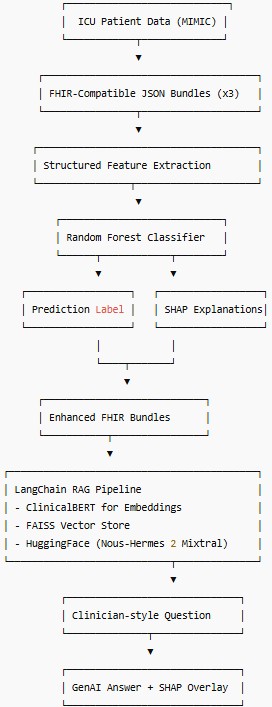 ICU Patient Data (MIMIC)
FHIR-Compatible JSON Bundles (x3)
Structured Feature Extraction
Random Forest Classifier
Prediction Label
SHAP Explanations
Enhanced FHIR Bundles
LangChain RAG Pipeline
- ClinicalBERT for Embeddings
- FAISS Vector Store
- HuggingFace (Nous-Hermes 2 Mixtral)
Clinician-style Question
GenAI Answer + SHAP Overlay